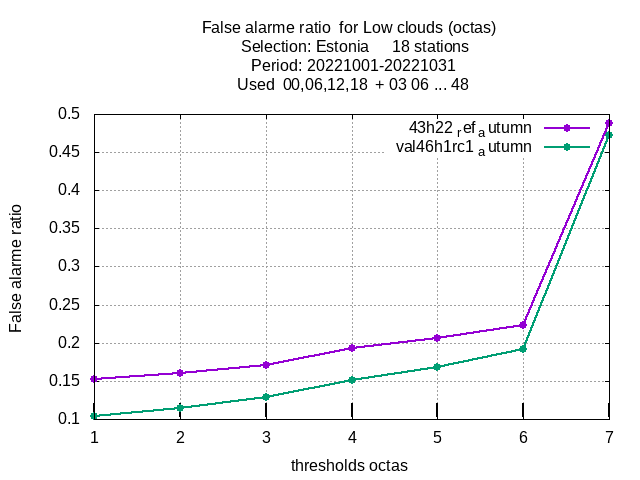 False alarme ratio  for Low clouds (octas)
Selection: Estonia     18 stations
Period: 20221001-20221031
Used  00,06,12,18  + 03 06 ... 48
43h22 ref autumn
val46h1rc1 autumn
0.5
0.45
0.4
0.35
0.3
0.25
0.2
0.15
0.1
False alarme ratio
1 2 3 4 5 6 7
thresholds octas